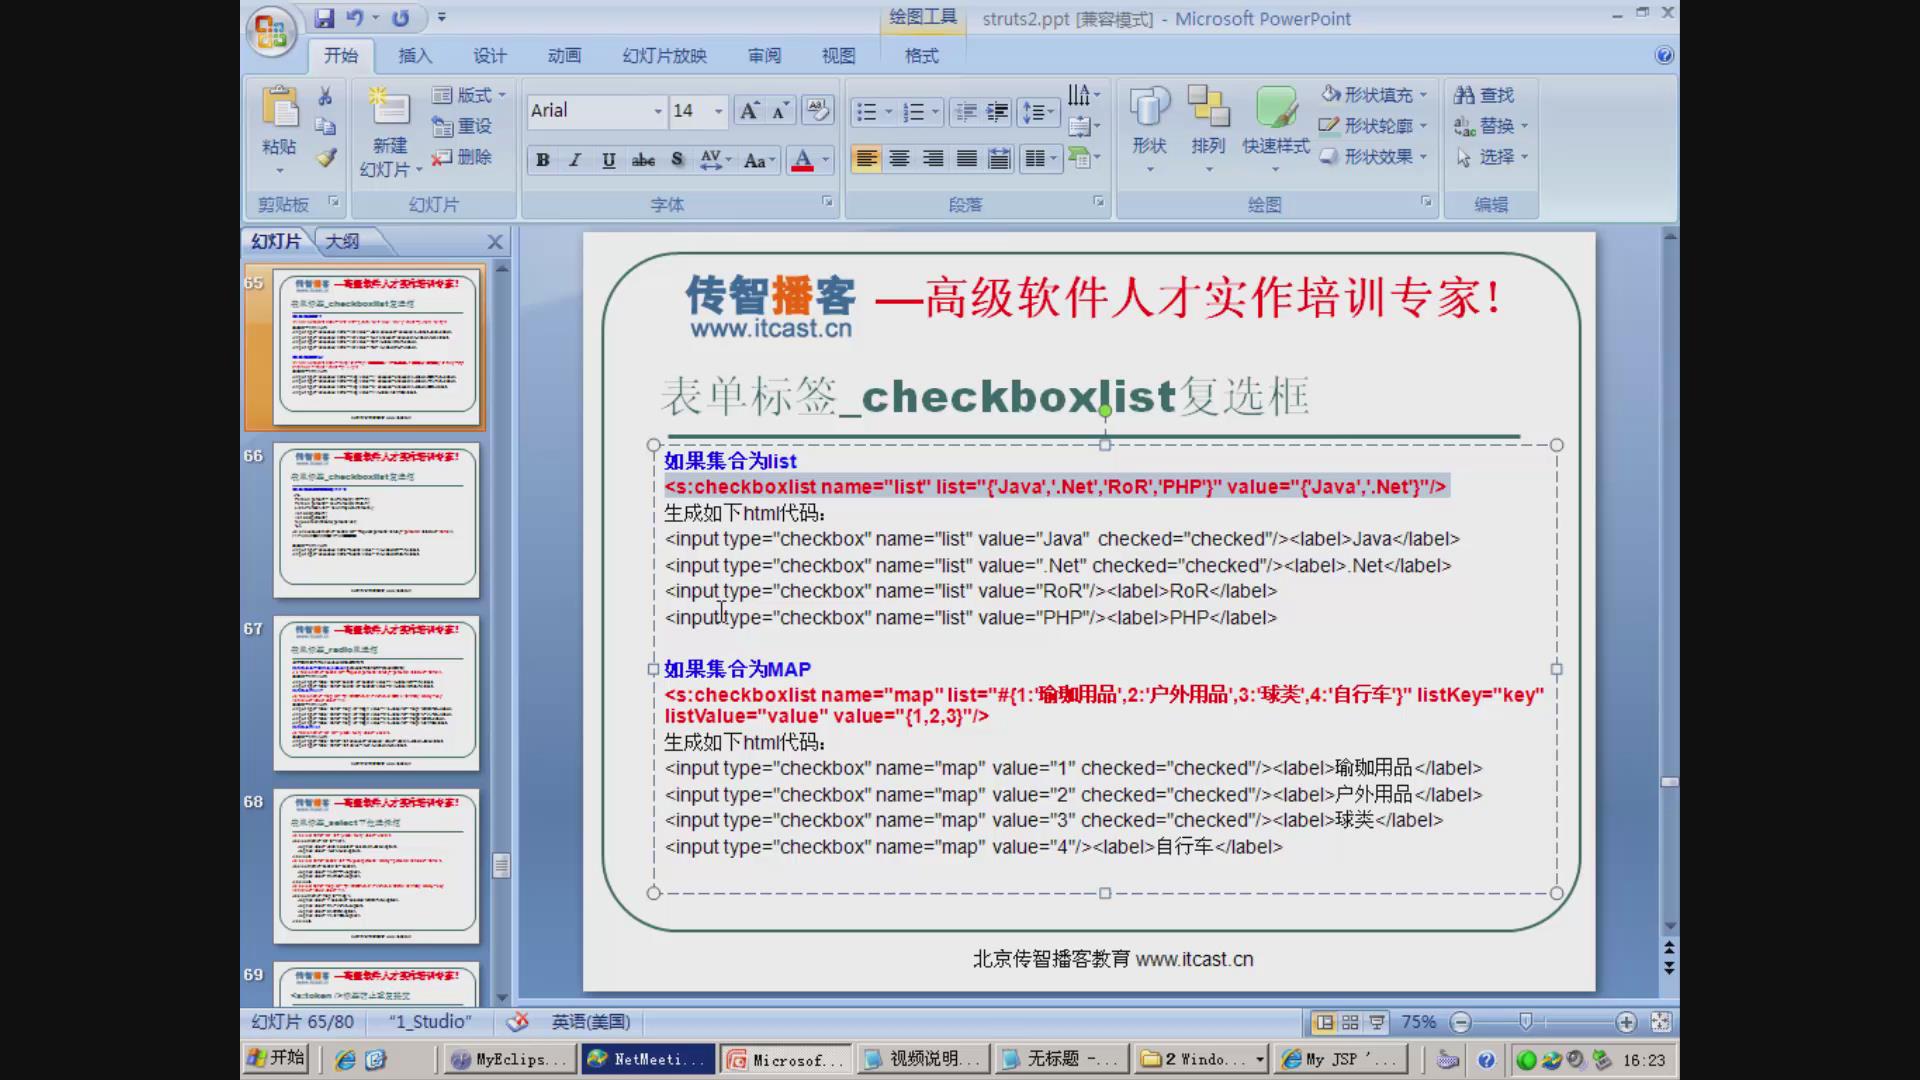 struts2.ppt [兼容模式] - Microsoft PowerPoint
绘图工具
开始 插入 设计 动画 幻灯片放映 审阅 视图 格式
粘贴
剪贴板
新建
幻灯片
版式
重设
删除
幻灯片
Arial 14
字体
段落
形状 排列 快速样式
形状填充
形状轮廓
形状效果
绘图
查找
替换
选择
编辑
幻灯片 大纲
65
66
67
68
69
传智播客 —高级软件人才实作培训专家!
www.itcast.cn
表单标签_checkboxlist复选框
如果集合为list
<s:checkboxlist name="list" list="{'Java','.Net','RoR','PHP'}" value="{'Java','.Net'}"/>
生成如下html代码:
<input type="checkbox" name="list" value="Java" checked="checked"/><label>Java</label>
<input type="checkbox" name="list" value=".Net" checked="checked"/><label>.Net</label>
<input type="checkbox" name="list" value="RoR"/><label>RoR</label>
<input type="checkbox" name="list" value="PHP"/><label>PHP</label>
如果集合为MAP
<s:checkboxlist name="map" list="#{1:'瑜珈用品',2:'户外用品',3:'球类',4:'自行车'}" listKey="key"
listValue="value" value="{1,2,3}"/>
生成如下html代码:
<input type="checkbox" name="map" value="1" checked="checked"/><label>瑜珈用品</label>
<input type="checkbox" name="map" value="2" checked="checked"/><label>户外用品</label>
<input type="checkbox" name="map" value="3" checked="checked"/><label>球类</label>
<input type="checkbox" name="map" value="4"/><label>自行车</label>
北京传智播客教育 www.itcast.cn
幻灯片 65/80 "1_Studio" 英语(美国) 75%
开始 MyEclips... NetMeeti... Microsof... 视频说明... 无标题 -... 2 Windo... My JSP '... 16:23